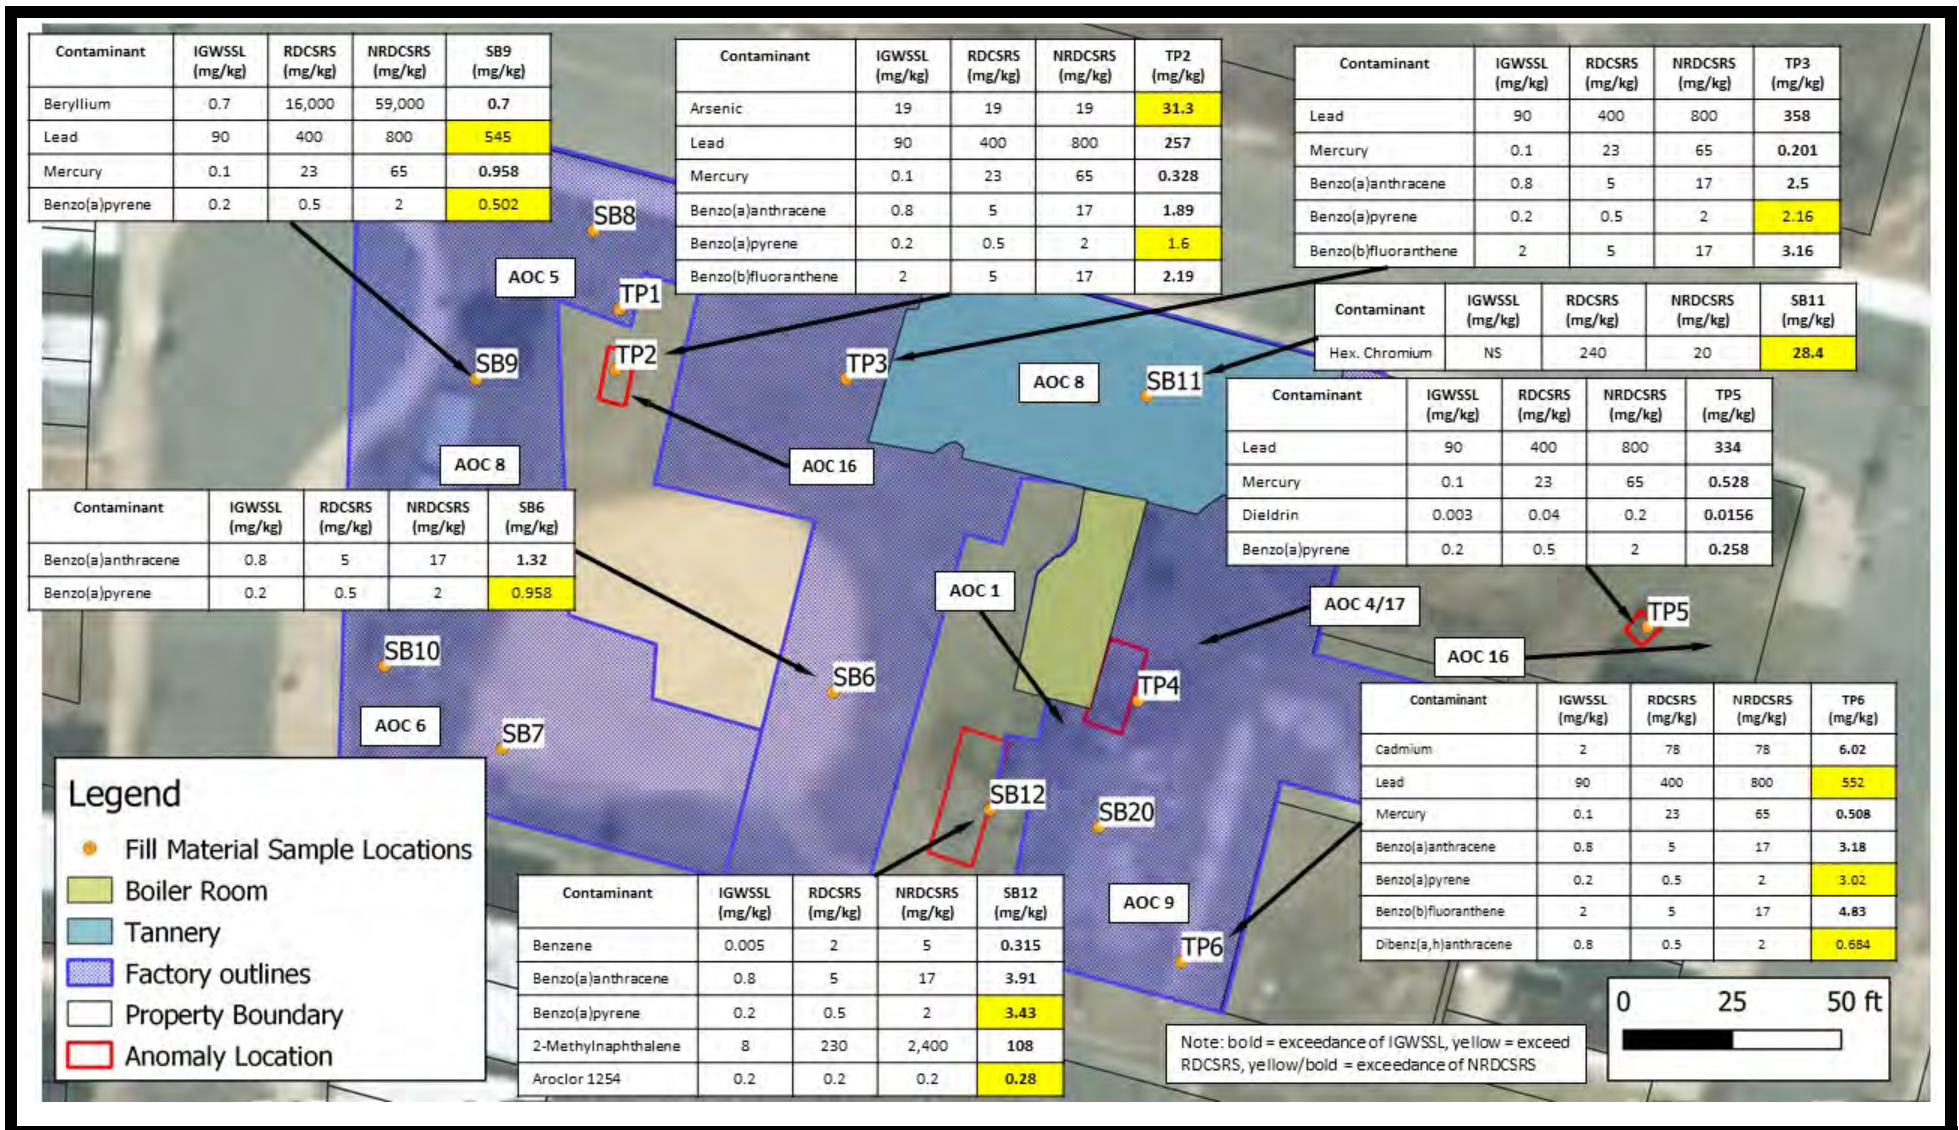 Contaminant IGWSSL (mg/kg) RDCSRS (mg/kg) NRDCSRS (mg/kg) SB9 (mg/kg)
Beryllium 0.7 16,000 59,000 0.7
Lead 90 400 800 545
Mercury 0.1 23 65 0.958
Benzo(a)pyrene 0.2 0.5 2 0.502
Contaminant IGWSSL (mg/kg) RDCSRS (mg/kg) NRDCSRS (mg/kg) TP2 (mg/kg)
Arsenic 19 19 19 31.3
Lead 90 400 800 257
Mercury 0.1 23 65 0.328
Benzo(a)anthracene 0.8 5 17 1.89
Benzo(a)pyrene 0.2 0.5 2 1.6
Benzo(b)fluoranthene 2 5 17 2.19
Contaminant IGWSSL (mg/kg) RDCSRS (mg/kg) NRDCSRS (mg/kg) TP3 (mg/kg)
Lead 90 400 800 358
Mercury 0.1 23 65 0.201
Benzo(a)anthracene 0.8 5 17 2.5
Benzo(a)pyrene 0.2 0.5 2 2.16
Benzo(b)fluoranthene 2 5 17 3.16
Contaminant IGWSSL (mg/kg) RDCSRS (mg/kg) NRDCSRS (mg/kg) SB11 (mg/kg)
Hex. Chromium NS 240 20 28.4
Contaminant IGWSSL (mg/kg) RDCSRS (mg/kg) NRDCSRS (mg/kg) TP5 (mg/kg)
Lead 90 400 800 334
Mercury 0.1 23 65 0.528
Dieldrin 0.003 0.04 0.2 0.0156
Benzo(a)pyrene 0.2 0.5 2 0.258
SB8
AOC 5
TP1
TP2
SB9
TP3
AOC 8
SB11
AOC 8
AOC 16
Contaminant IGWSSL (mg/kg) RDCSRS (mg/kg) NRDCSRS (mg/kg) SB6 (mg/kg)
Benzo(a)anthracene 0.8 5 17 1.32
Benzo(a)pyrene 0.2 0.5 2 0.958
AOC 1
AOC 4/17
TP5
AOC 16
SB10
SB6
TP4
AOC 6
SB7
SB12
SB20
AOC 9
TP6
Contaminant IGWSSL (mg/kg) RDCSRS (mg/kg) NRDCSRS (mg/kg) TP6 (mg/kg)
Cadmium 2 78 78 6.02
Lead 90 400 800 552
Mercury 0.1 23 65 0.508
Benzo(a)anthracene 0.8 5 17 3.18
Benzo(a)pyrene 0.2 0.5 2 3.02
Benzo(b)fluoranthene 2 5 17 4.83
Dibenz(a,h)anthracene 0.8 0.5 2 0.684
Contaminant IGWSSL (mg/kg) RDCSRS (mg/kg) NRDCSRS (mg/kg) SB12 (mg/kg)
Benzene 0.005 2 5 0.315
Benzo(a)anthracene 0.8 5 17 3.91
Benzo(a)pyrene 0.2 0.5 2 3.43
2-Methylnaphthalene 8 230 2,400 108
Aroclor 1254 0.2 0.2 0.2 0.28
Legend
Fill Material Sample Locations
Boiler Room
Tannery
Factory outlines
Property Boundary
Anomaly Location
Note: bold = exceedance of IGWSSL, yellow = exceed
RDCSRS, yellow/bold = exceedance of NRDCSRS
0 25 50 ft